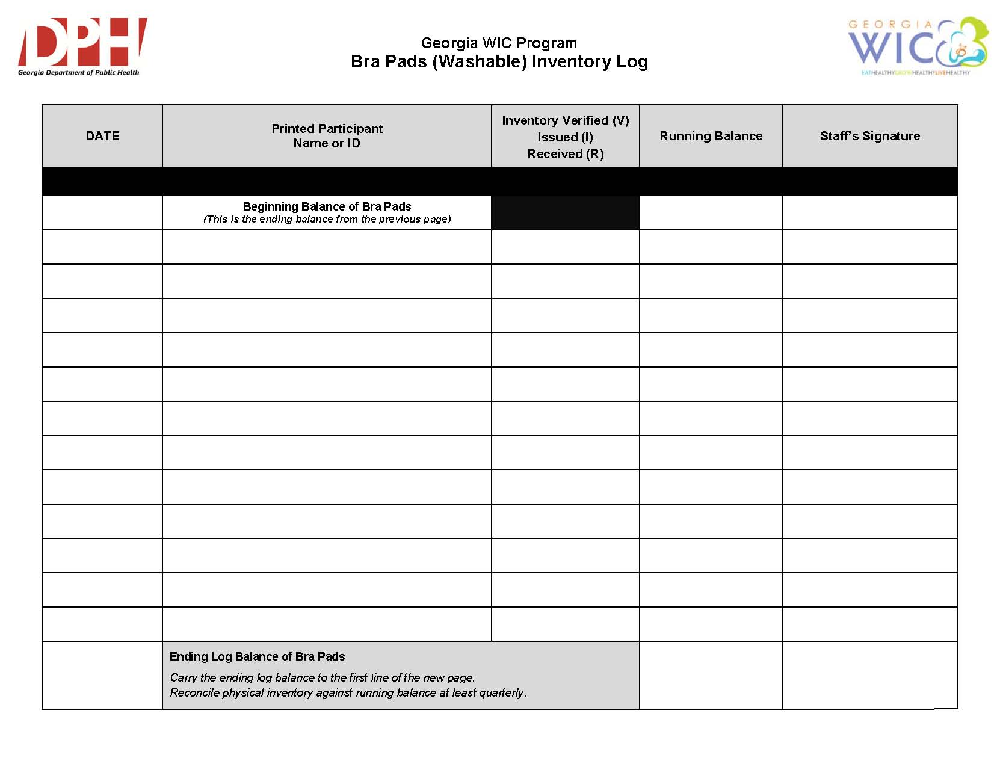 DPH
Georgia Department of Public Health
Georgia WIC Program
Bra Pads (Washable) Inventory Log
GEORGIA
WIC
EATHEALTHYGROWHEALTHYLIVEHEALTHY
DATE
Printed Participant
Name or ID
Inventory Verified (V)
Issued (I)
Received (R)
Running Balance
Staff's Signature
Beginning Balance of Bra Pads
(This is the ending balance from the previous page)
Ending Log Balance of Bra Pads
Carry the ending log balance to the first line of the new page.
Reconcile physical inventory against running balance at least quarterly.